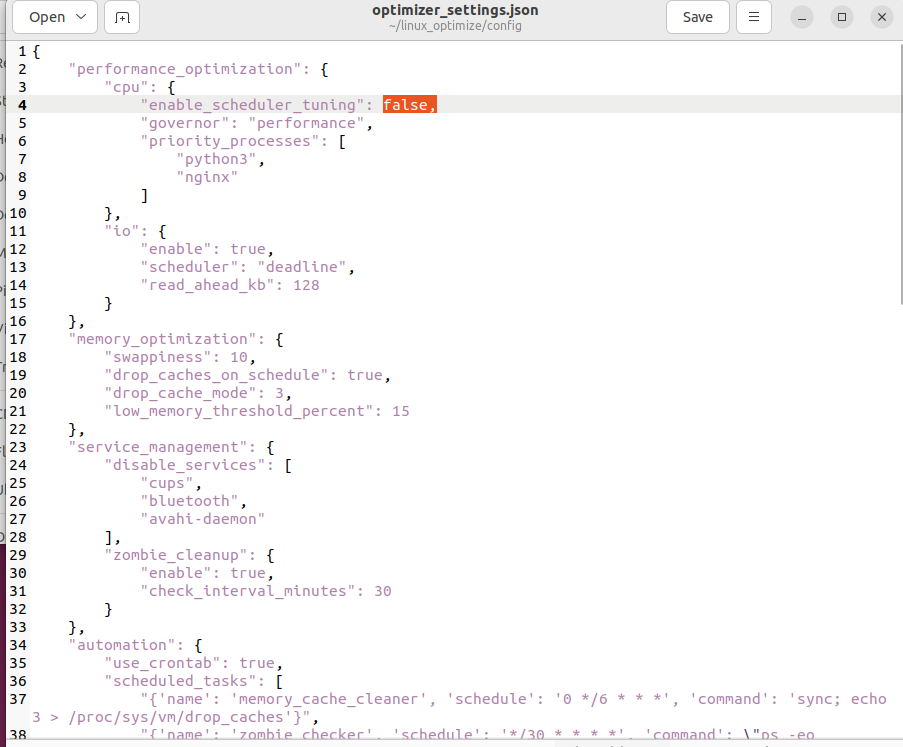 Open
optimizer_settings.json
~/linux_optimize/config
Save
1 {
2     "performance_optimization": {
3         "cpu": {
4             "enable_scheduler_tuning": false,
5             "governor": "performance",
6             "priority_processes": [
7                 "python3",
8                 "nginx"
9             ]
10         },
11         "io": {
12             "enable": true,
13             "scheduler": "deadline",
14             "read_ahead_kb": 128
15         }
16     },
17     "memory_optimization": {
18         "swappiness": 10,
19         "drop_caches_on_schedule": true,
20         "drop_cache_mode": 3,
21         "low_memory_threshold_percent": 15
22     },
23     "service_management": {
24         "disable_services": [
25             "cups",
26             "bluetooth",
27             "avahi-daemon"
28         ],
29         "zombie_cleanup": {
30             "enable": true,
31             "check_interval_minutes": 30
32         }
33     },
34     "automation": {
35         "use_crontab": true,
36         "scheduled_tasks": [
37             "{'name': 'memory_cache_cleaner', 'schedule': '0 */6 * * *', 'command': 'sync; echo
3 > /proc/sys/vm/drop_caches'}",
38             "{'name': 'zombie_checker', 'schedule': '*/30 * * * *', 'command': \"ps -eo